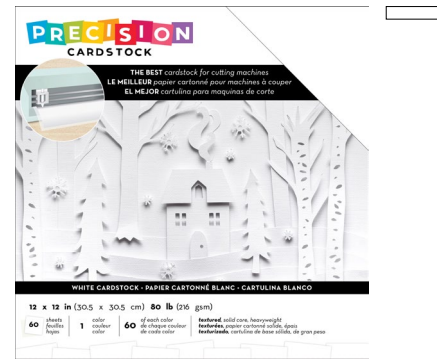 PRECISION
CARDSTOCK
THE BEST cardstock for cutting machines
LE MEILLEUR papier cartonné pour machines à couper
EL MEJOR cartulina para maquinas de corte
WHITE CARDSTOCK • PAPIER CARTONNÉ BLANC • CARTULINA BLANCO
12 x 12 in (30.5 x 30.5 cm) 80 lb (216 gsm)
60 sheets feuilles hojas
1 color couleur color
60 of each color de chaque couleur de cada color
textured, solid core, heavyweight
texturées, papier cartonné solide, épais
texturizado, cartulina de base sólida, de gran peso